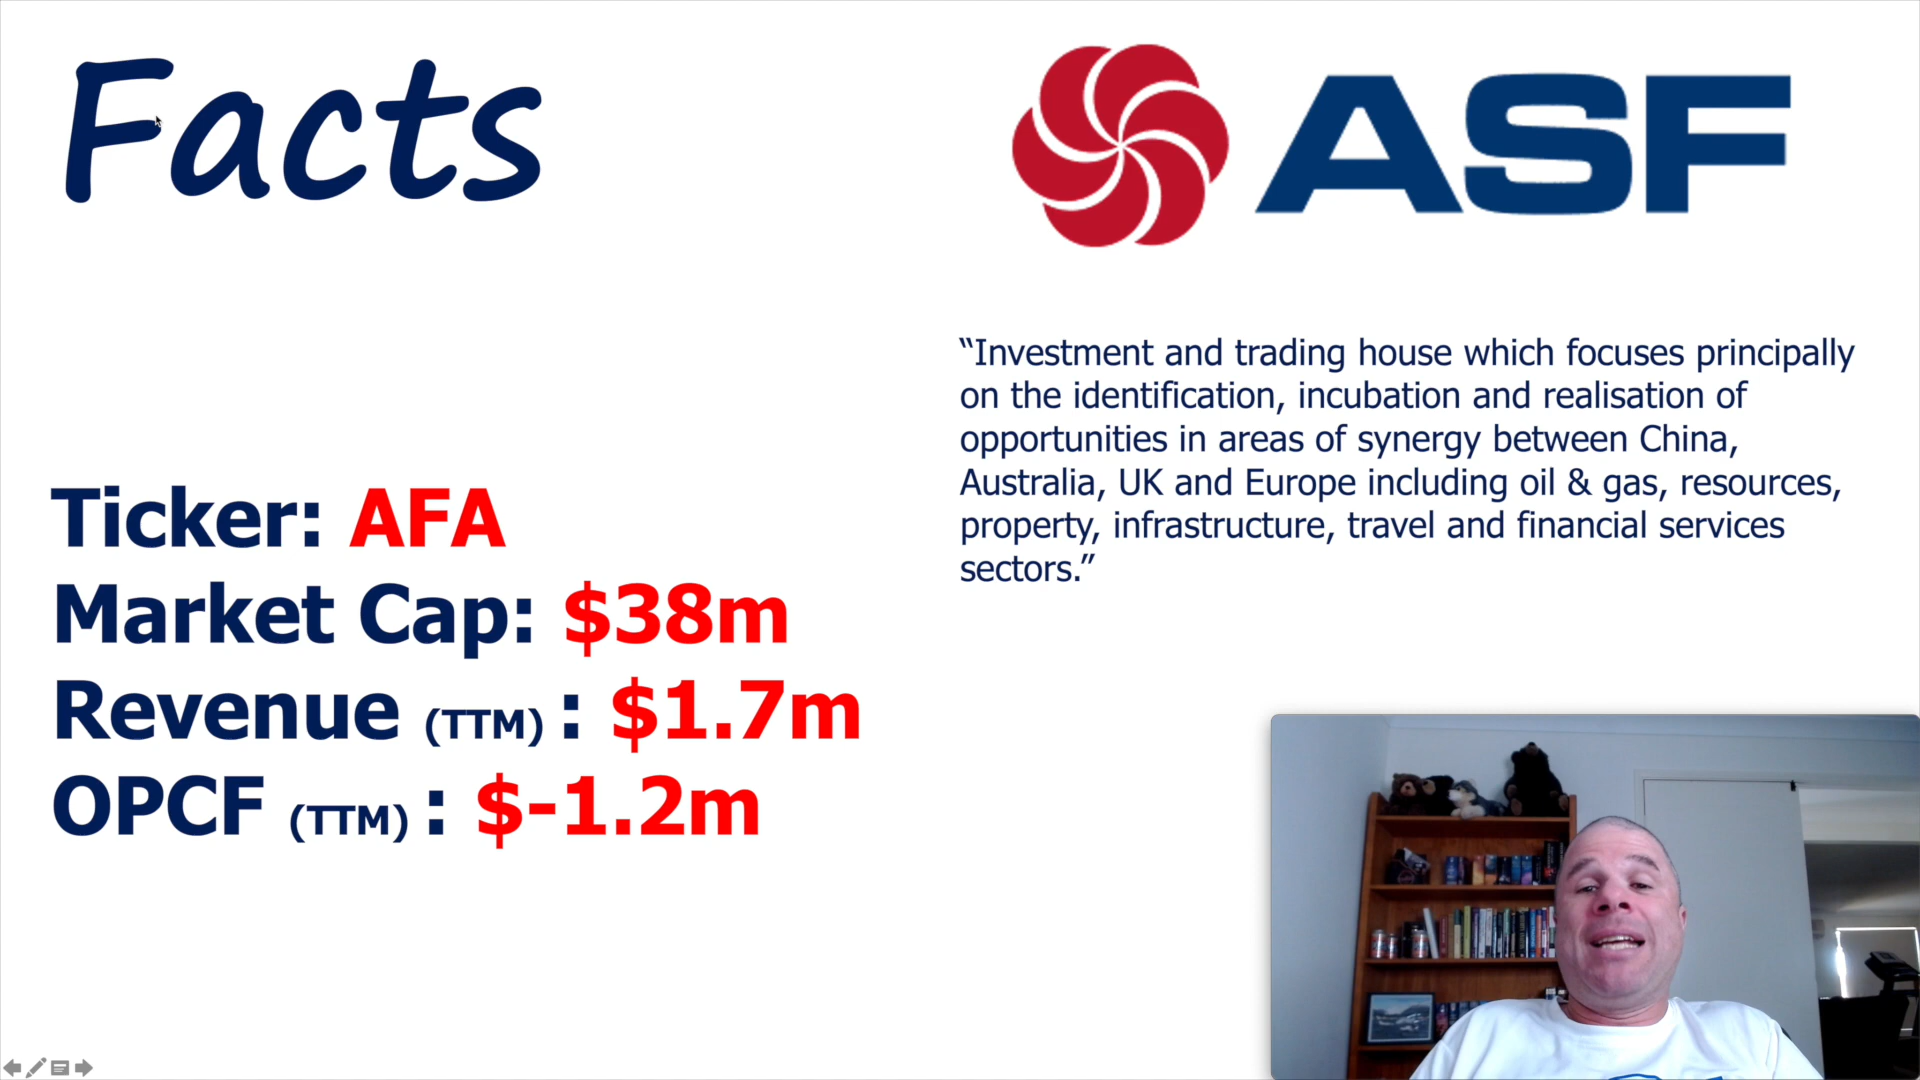 Facts
ASF
“Investment and trading house which focuses principally
on the identification, incubation and realisation of
opportunities in areas of synergy between China,
Australia, UK and Europe including oil & gas, resources,
property, infrastructure, travel and financial services
sectors.”
Ticker: AFA
Market Cap: $38m
Revenue (TTM) : $1.7m
OPCF (TTM) : $-1.2m